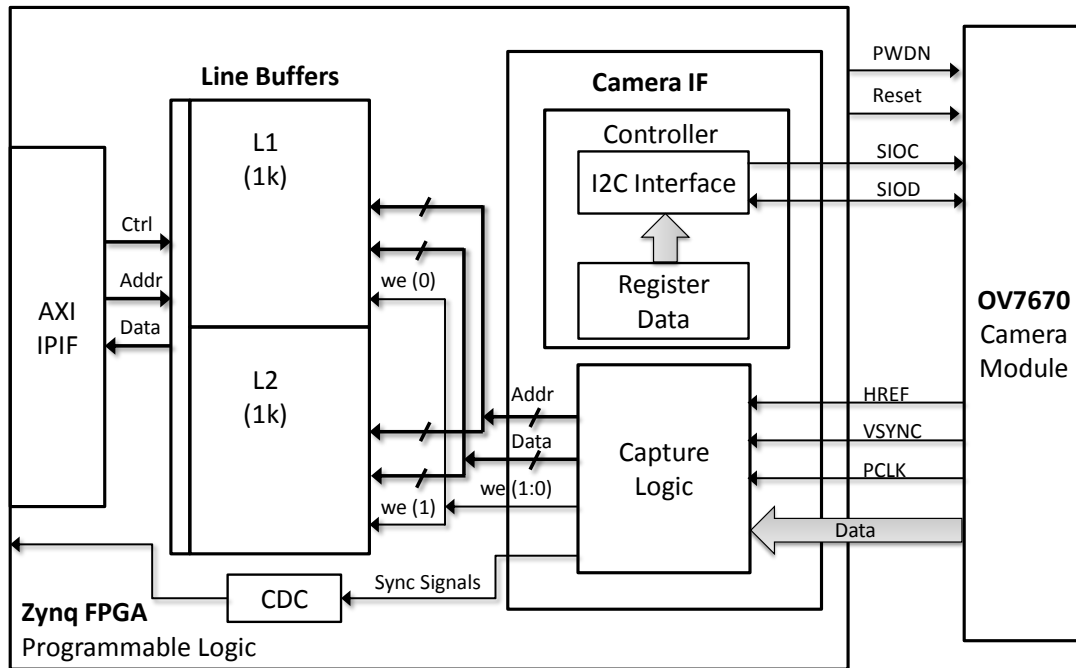 Line Buffers
L1
(1k)
L2
(1k)
AXI
IPIF
Ctrl
Addr
Data
we (0)
we (1)
Camera IF
Controller
I2C Interface
Register
Data
Addr
Data
we (1:0)
Capture
Logic
Sync Signals
CDC
Zynq FPGA
Programmable Logic
PWDN
Reset
SIOC
SIOD
HREF
VSYNC
PCLK
Data
OV7670
Camera
Module